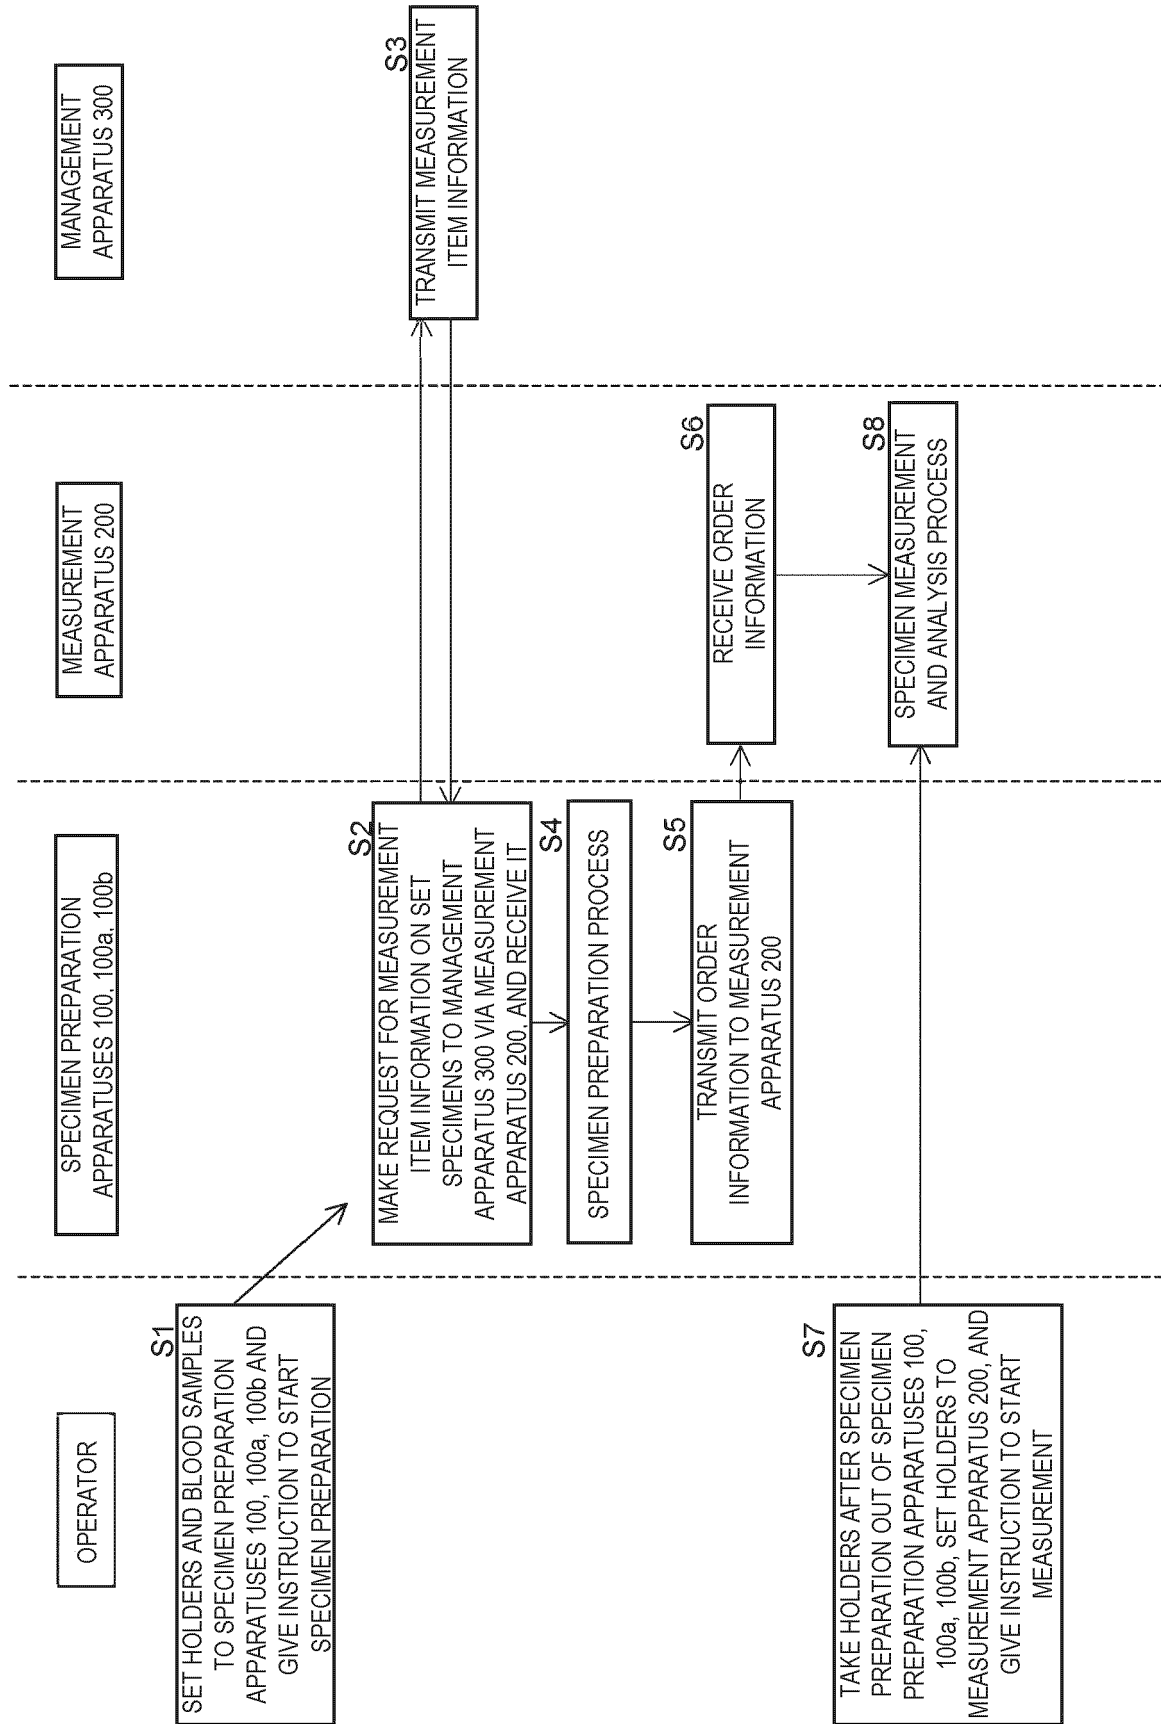 OPERATOR
SPECIMEN PREPARATION
APPARATUSES 100, 100a, 100b
MEASUREMENT
APPARATUS 200
MANAGEMENT
APPARATUS 300
S1
SET HOLDERS AND BLOOD SAMPLES
TO SPECIMEN PREPARATION
APPARATUSES 100, 100a, 100b AND
GIVE INSTRUCTION TO START
SPECIMEN PREPARATION
S2
MAKE REQUEST FOR MEASUREMENT
ITEM INFORMATION ON SET
SPECIMENS TO MANAGEMENT
APPARATUS 300 VIA MEASUREMENT
APPARATUS 200, AND RECEIVE IT
S3
TRANSMIT MEASUREMENT
ITEM INFORMATION
S4
SPECIMEN PREPARATION PROCESS
S5
TRANSMIT ORDER
INFORMATION TO MEASUREMENT
APPARATUS 200
S6
RECEIVE ORDER
INFORMATION
S7
TAKE HOLDERS AFTER SPECIMEN
PREPARATION OUT OF SPECIMEN
PREPARATION APPARATUSES 100,
100a, 100b, SET HOLDERS TO
MEASUREMENT APPARATUS 200, AND
GIVE INSTRUCTION TO START
MEASUREMENT
S8
SPECIMEN MEASUREMENT
AND ANALYSIS PROCESS